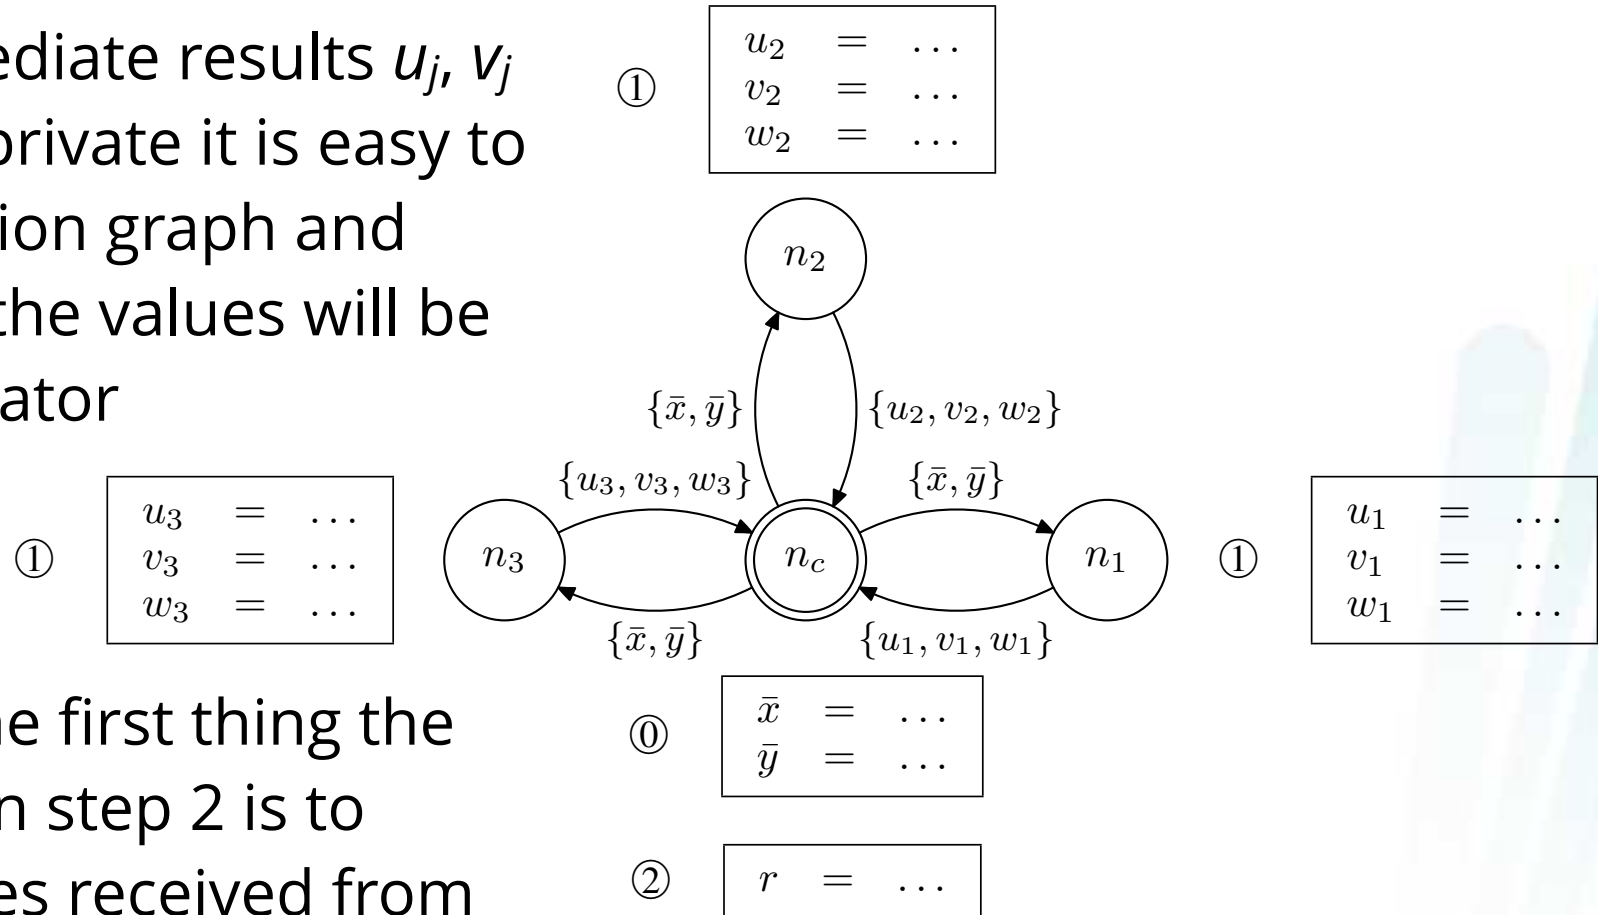 ediate results uⱼ, vⱼ
private it is easy to
ion graph and
the values will be
ator
① u₂ = …
v₂ = …
w₂ = …
n₂
{x̄, ȳ} {u₂, v₂, w₂}
{u₃, v₃, w₃} {x̄, ȳ}
① u₃ = …
v₃ = …
w₃ = …
n₃ n_c n₁
① u₁ = …
v₁ = …
w₁ = …
{x̄, ȳ} {u₁, v₁, w₁}
ne first thing the
n step 2 is to
es received from
⓪ x̄ = …
ȳ = …
② r = …